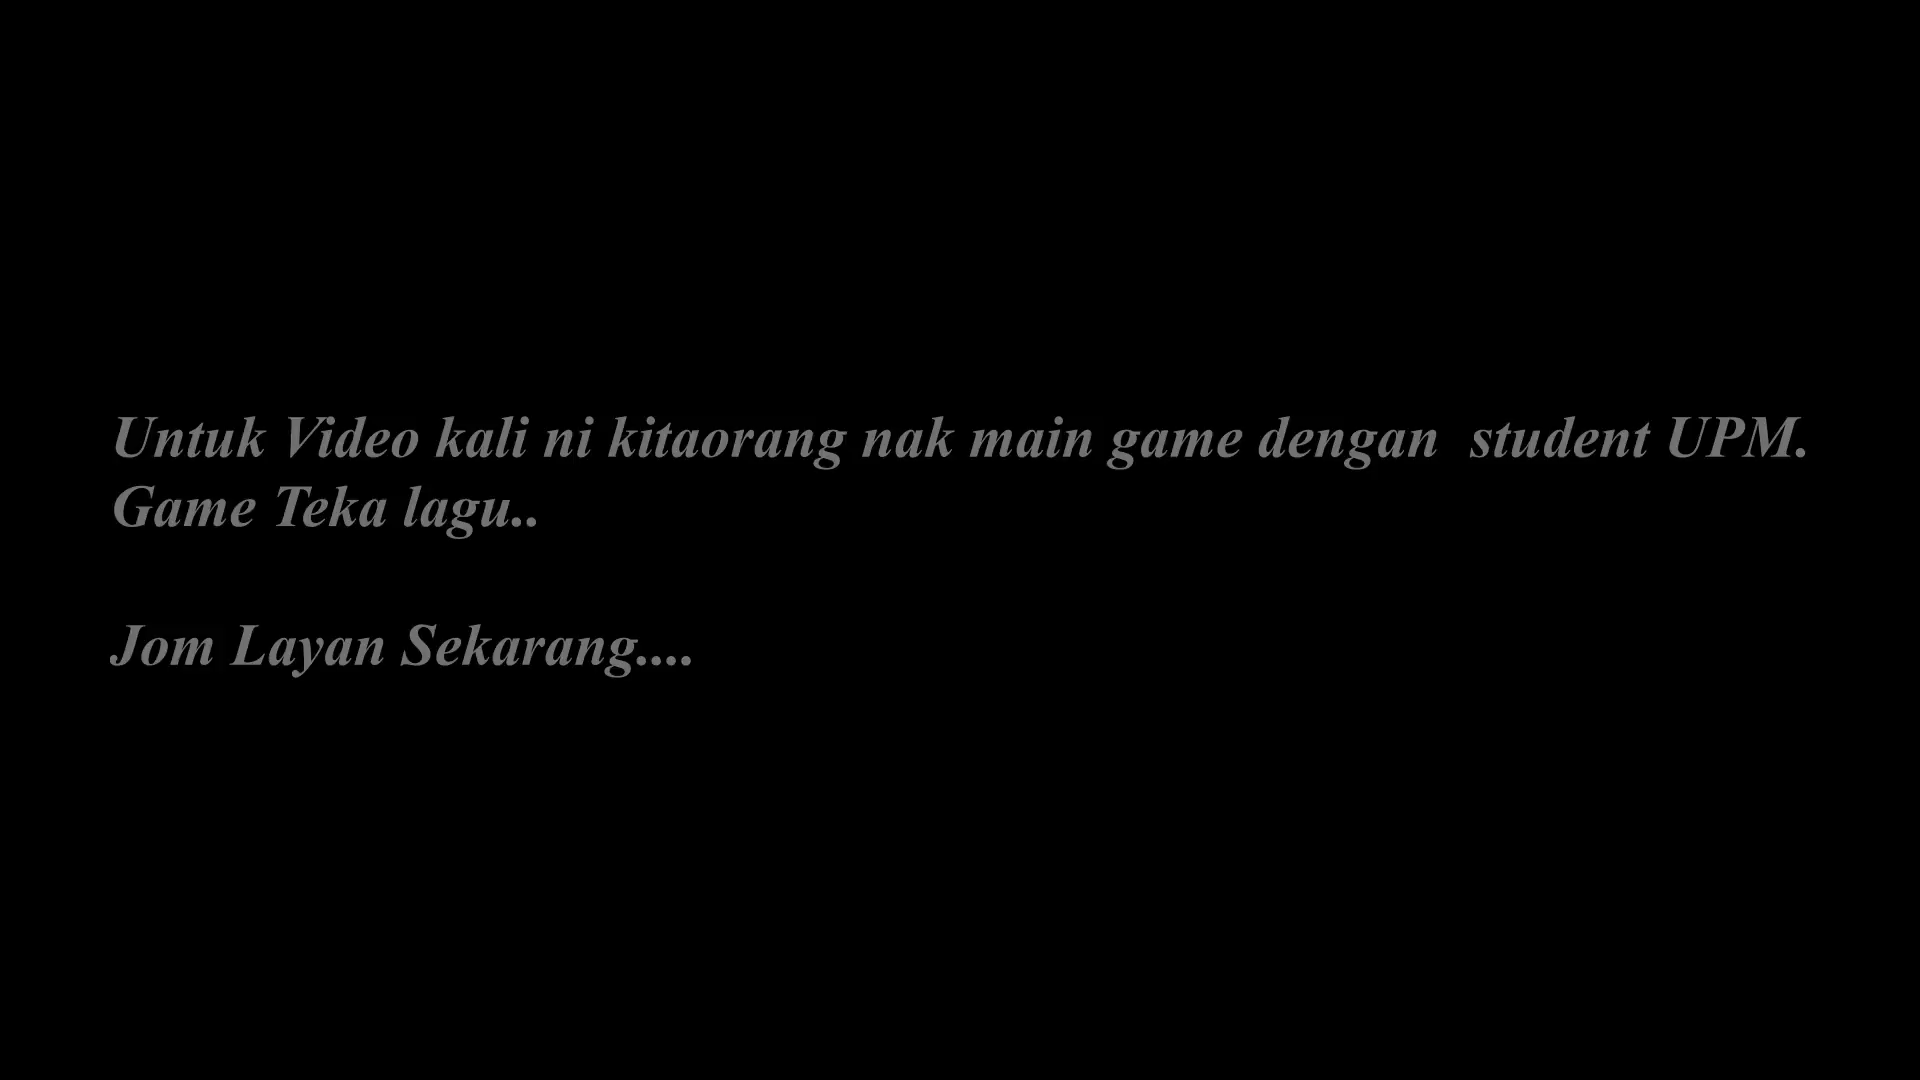 Untuk Video kali ni kitaorang nak main game dengan  student UPM.
Game Teka lagu..
Jom Layan Sekarang....